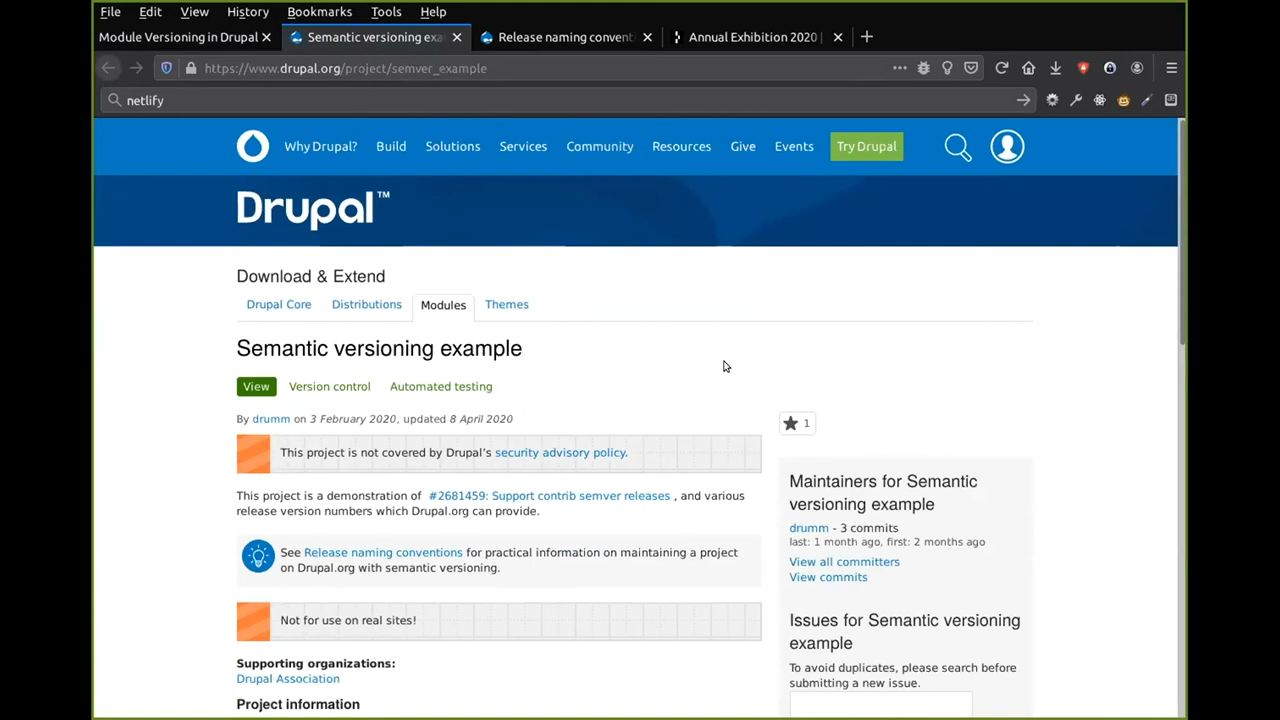 File Edit View History Bookmarks Tools Help
Module Versioning in Drupal Semantic versioning exa Release naming convent Annual Exhibition 2020 |
https://www.drupal.org/project/semver_example
netlify
Why Drupal? Build Solutions Services Community Resources Give Events Try Drupal
Drupal™
Download & Extend
Drupal Core Distributions Modules Themes
Semantic versioning example
View Version control Automated testing
By drumm on 3 February 2020, updated 8 April 2020
1
This project is not covered by Drupal's security advisory policy.
This project is a demonstration of #2681459: Support contrib semver releases , and various
release version numbers which Drupal.org can provide.
See Release naming conventions for practical information on maintaining a project
on Drupal.org with semantic versioning.
Not for use on real sites!
Supporting organizations:
Drupal Association
Project information
Maintainers for Semantic
versioning example
drumm - 3 commits
last: 1 month ago, first: 2 months ago
View all committers
View commits
Issues for Semantic versioning
example
To avoid duplicates, please search before
submitting a new issue.